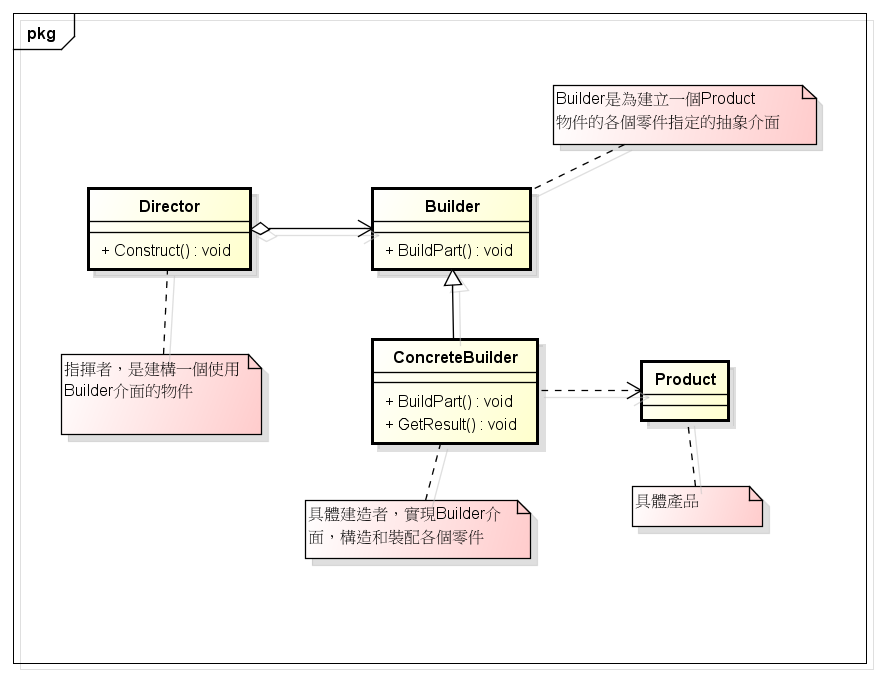 pkg
Builder是為建立一個Product
物件的各個零件指定的抽象介面
Director
+ Construct() : void
Builder
+ BuildPart() : void
指揮者，是建構一個使用
Builder介面的物件
ConcreteBuilder
+ BuildPart() : void
+ GetResult() : void
Product
具體建造者，實現Builder介
面，構造和裝配各個零件
具體產品